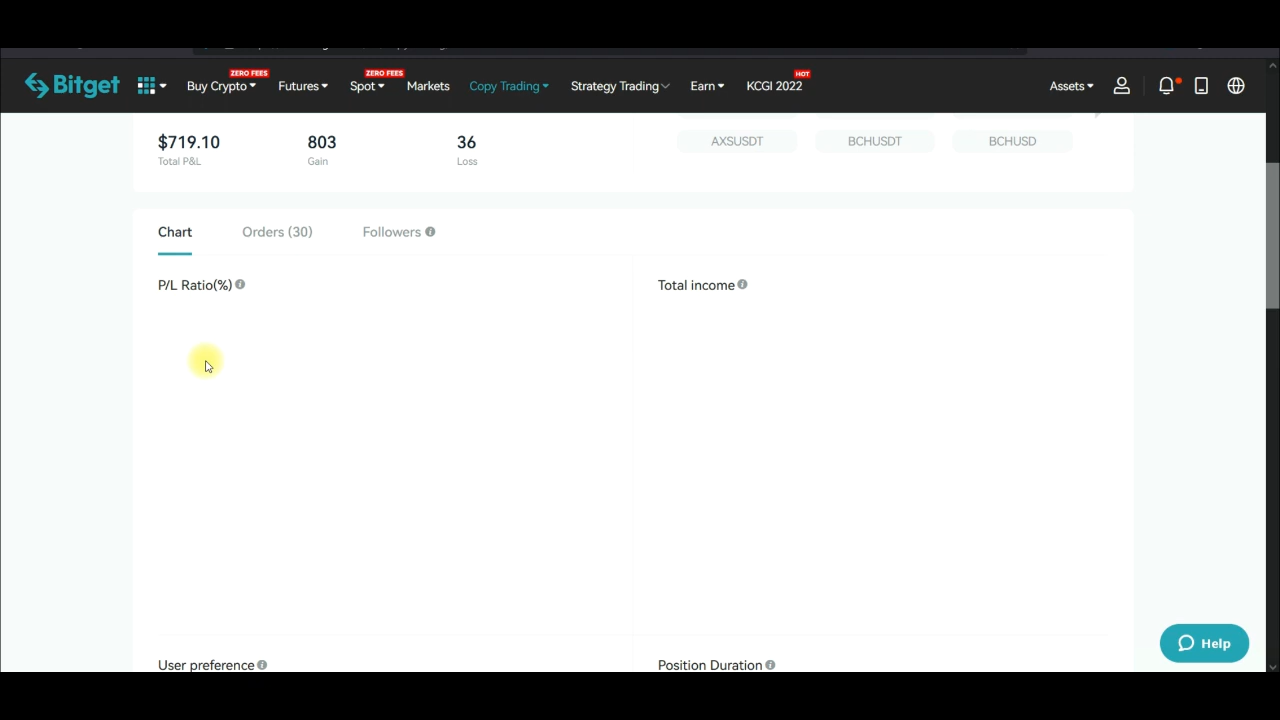 Bitget
Buy Crypto
ZERO FEES
Futures
Spot
ZERO FEES
Markets
Copy Trading
Strategy Trading
Earn
KCGI 2022
HOT
Assets
$719.10
Total P&L
803
Gain
36
Loss
AXSUSDT
BCHUSDT
BCHUSD
Chart
Orders (30)
Followers
P/L Ratio(%)
Total income
User preference
Position Duration
Help